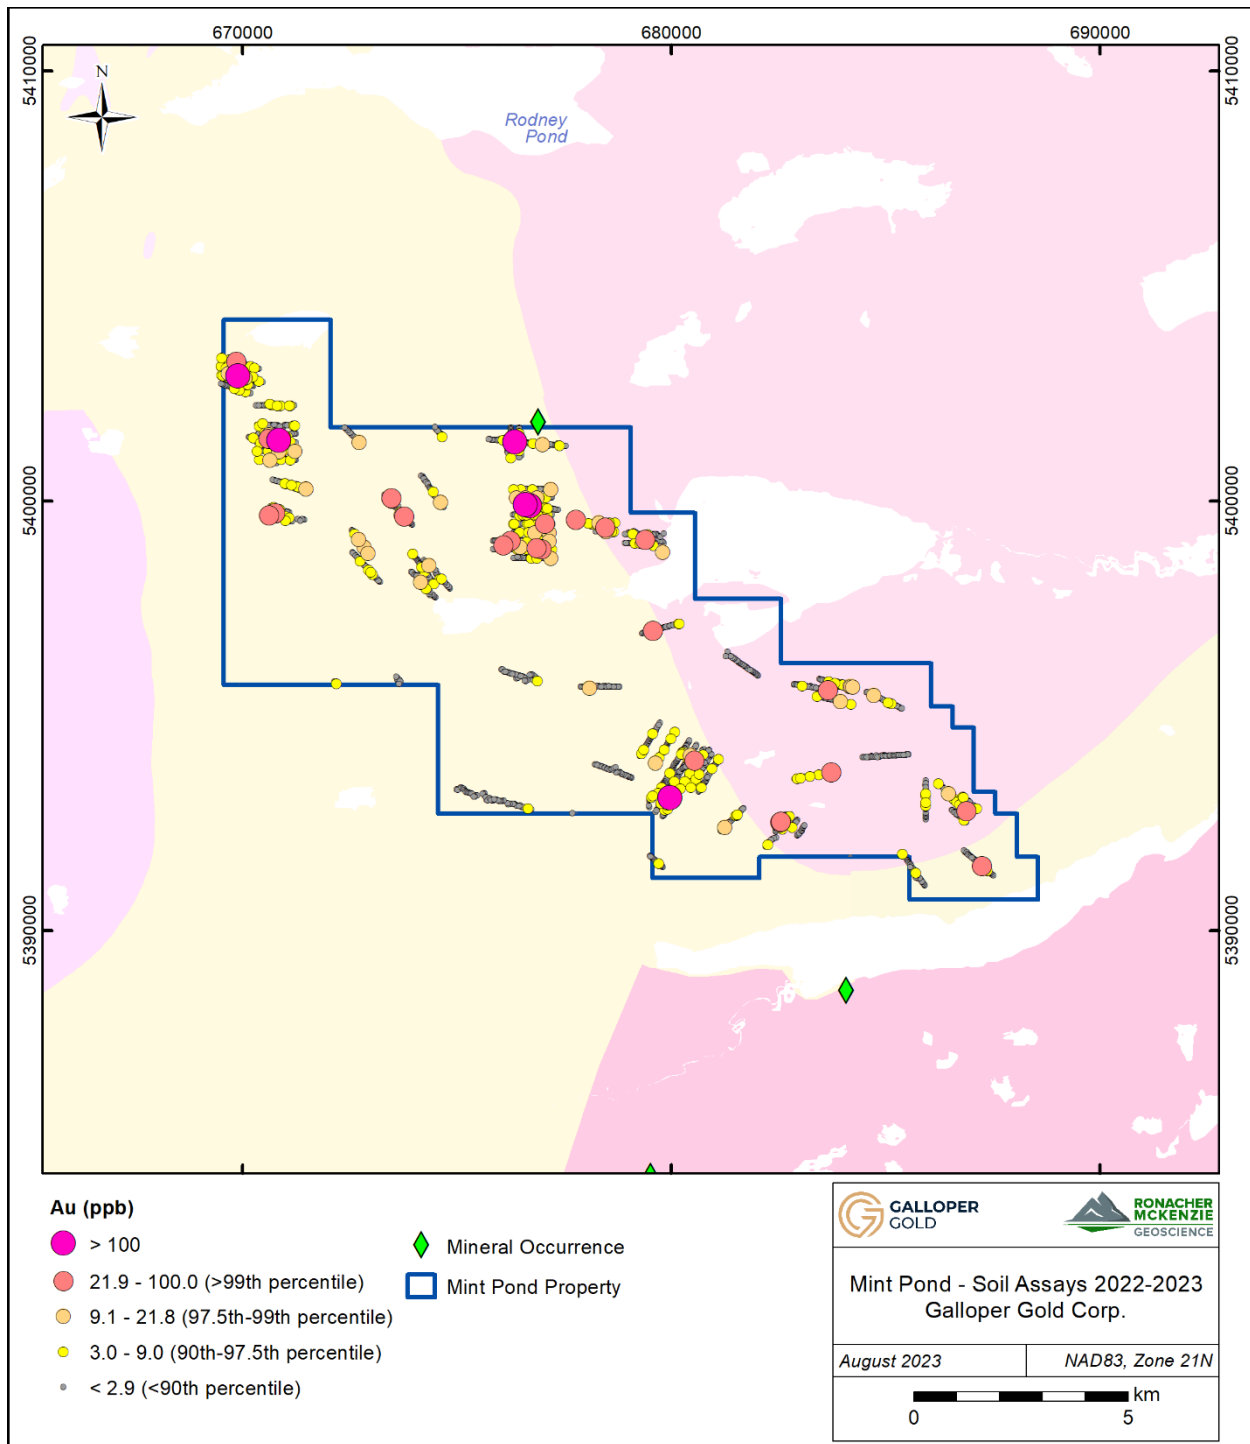 670000
680000
690000
5410000
5410000
N
Rodney
Pond
5400000
5400000
5390000
5390000
Au (ppb)
> 100
21.9 - 100.0 (>99th percentile)
9.1 - 21.8 (97.5th-99th percentile)
3.0 - 9.0 (90th-97.5th percentile)
< 2.9 (<90th percentile)
Mineral Occurrence
Mint Pond Property
GALLOPER
GOLD
RONACHER
MCKENZIE
GEOSCIENCE
Mint Pond - Soil Assays 2022-2023
Galloper Gold Corp.
August 2023
NAD83, Zone 21N
km
0
5